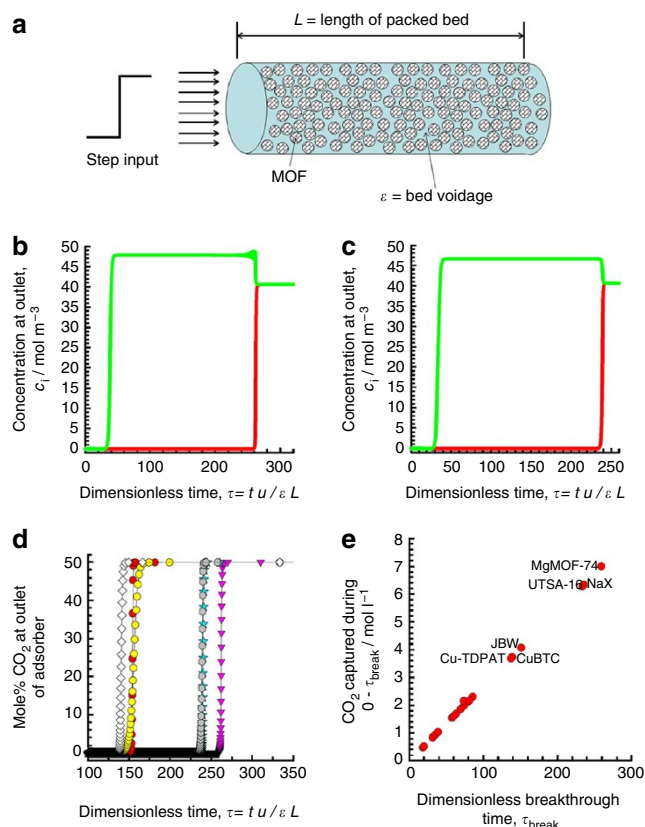 a
L = length of packed bed
Step input
MOF
ε = bed voidage
b
Concentration at outlet,
cᵢ / mol m⁻³
50
45
40
35
30
25
20
15
10
5
0
0 100 200 300
Dimensionless time, τ= t u / ε L
c
Concentration at outlet,
cᵢ / mol m⁻³
50
45
40
35
30
25
20
15
10
5
0
0 50 100 150 200 250
Dimensionless time, τ= t u / ε L
d
Mole% CO₂ at outlet
of adsorber
50
40
30
20
10
0
100 150 200 250 300 350
Dimensionless time, τ= t u / ε L
e
CO₂ captured during
0 - τbreak / mol l⁻¹
8
7
6
5
4
3
2
1
0
MgMOF-74
UTSA-16 NaX
JBW
Cu-TDPAT CuBTC
0 100 200 300
Dimensionless breakthrough
time, τbreak